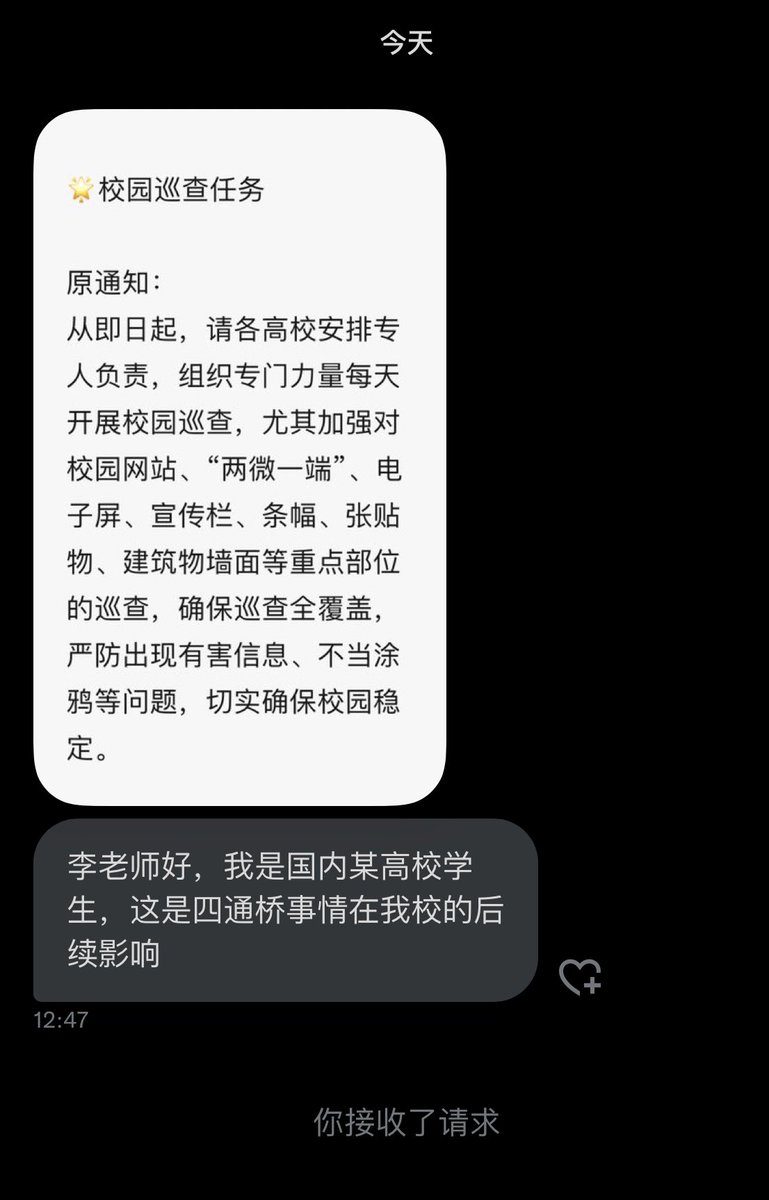 今天
🌟校园巡查任务
原通知：
从即日起，请各高校安排专
人负责，组织专门力量每天
开展校园巡查，尤其加强对
校园网站、“两微一端”、电
子屏、宣传栏、条幅、张贴
物、建筑物墙面等重点部位
的巡查，确保巡查全覆盖，
严防出现有害信息、不当涂
鸦等问题，切实确保校园稳
定。
李老师好，我是国内某高校学
生，这是四通桥事情在我校的后
续影响
12:47
你接收了请求